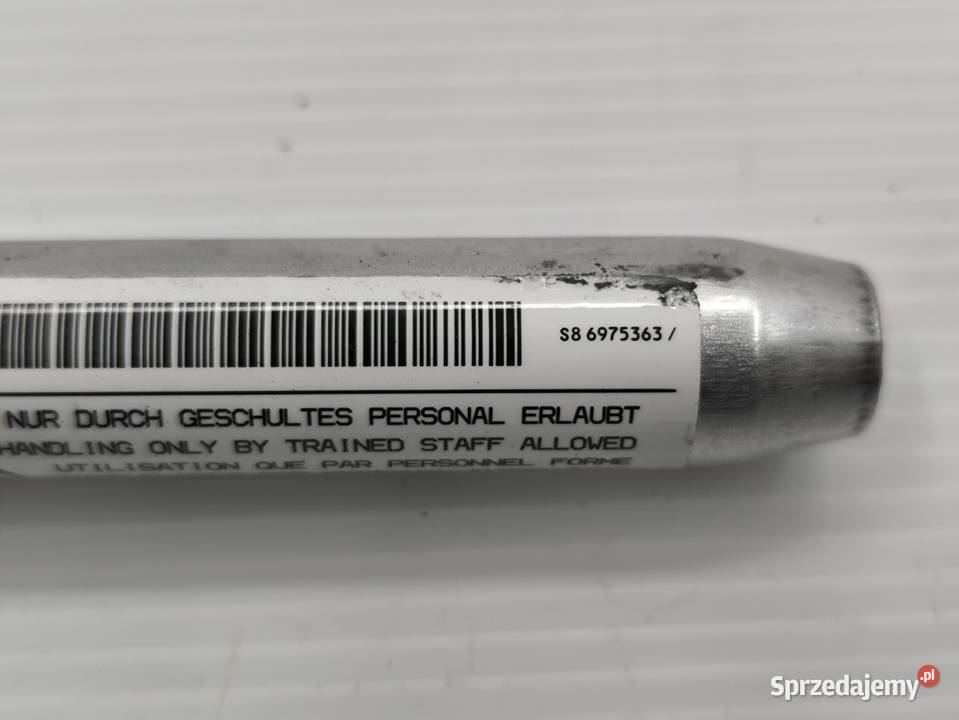 S8 6975363 /
NUR DURCH GESCHULTES PERSONAL ERLAUBT
HANDLING ONLY BY TRAINED STAFF ALLOWED
UTILISATION QUE PAR PERSONNEL FORME
Sprzedajemy.pl